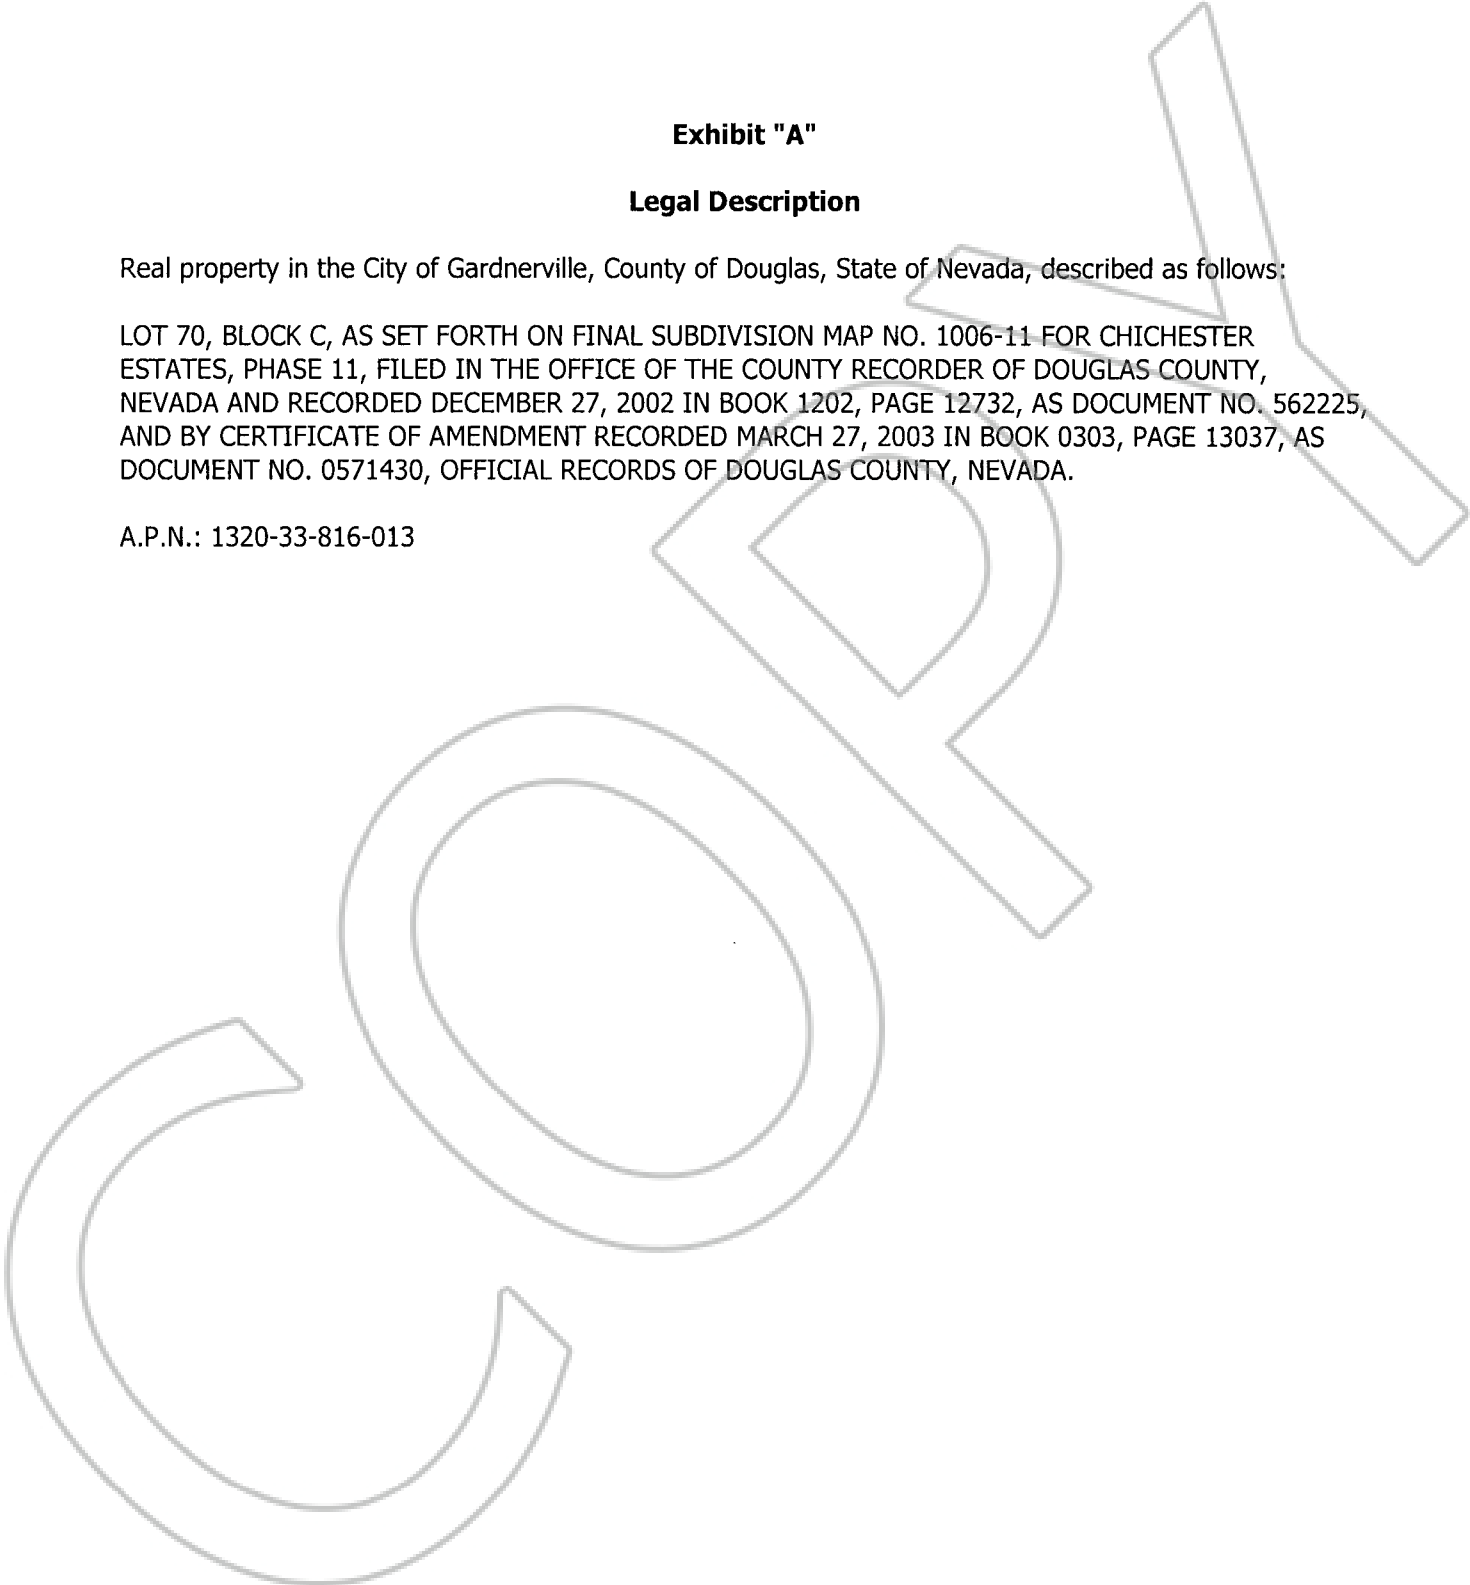 Exhibit "A"
Legal Description
Real property in the City of Gardnerville, County of Douglas, State of Nevada, described as follows:
LOT 70, BLOCK C, AS SET FORTH ON FINAL SUBDIVISION MAP NO. 1006-11 FOR CHICHESTER
ESTATES, PHASE 11, FILED IN THE OFFICE OF THE COUNTY RECORDER OF DOUGLAS COUNTY,
NEVADA AND RECORDED DECEMBER 27, 2002 IN BOOK 1202, PAGE 12732, AS DOCUMENT NO. 562225,
AND BY CERTIFICATE OF AMENDMENT RECORDED MARCH 27, 2003 IN BOOK 0303, PAGE 13037, AS
DOCUMENT NO. 0571430, OFFICIAL RECORDS OF DOUGLAS COUNTY, NEVADA.
A.P.N.: 1320-33-816-013
COPY